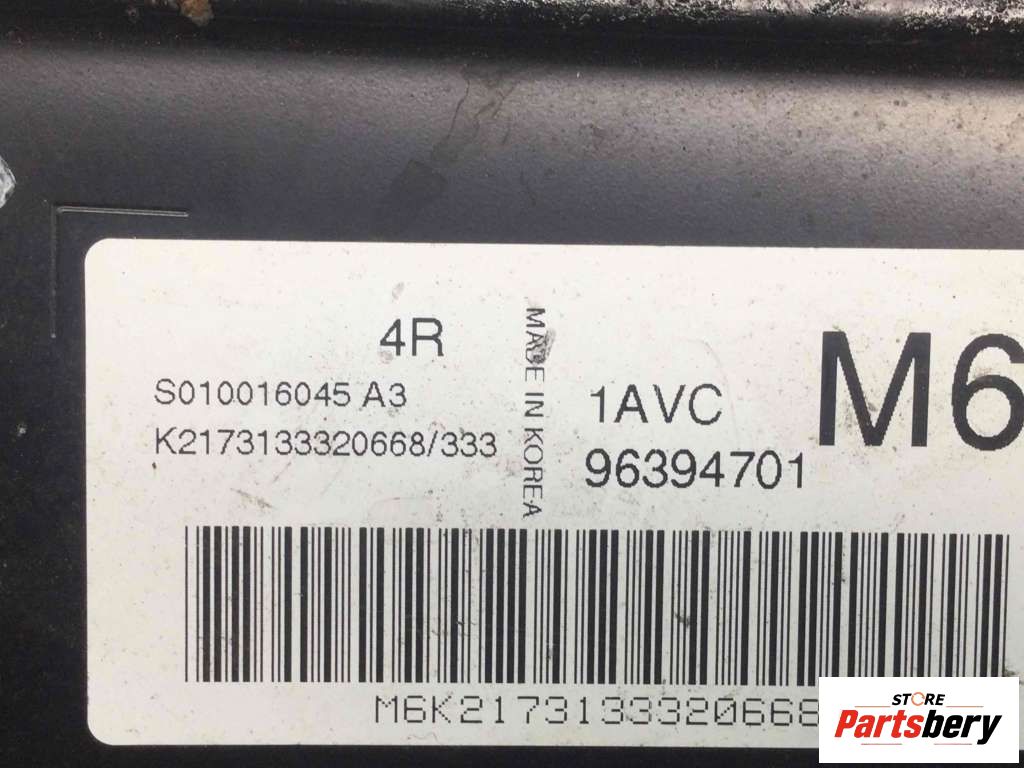 4R
S010016045 A3
K2173133320668/333
MADE IN KOREA
1AVC
96394701
M6
M6K2173133320668
STORE
Partsbery